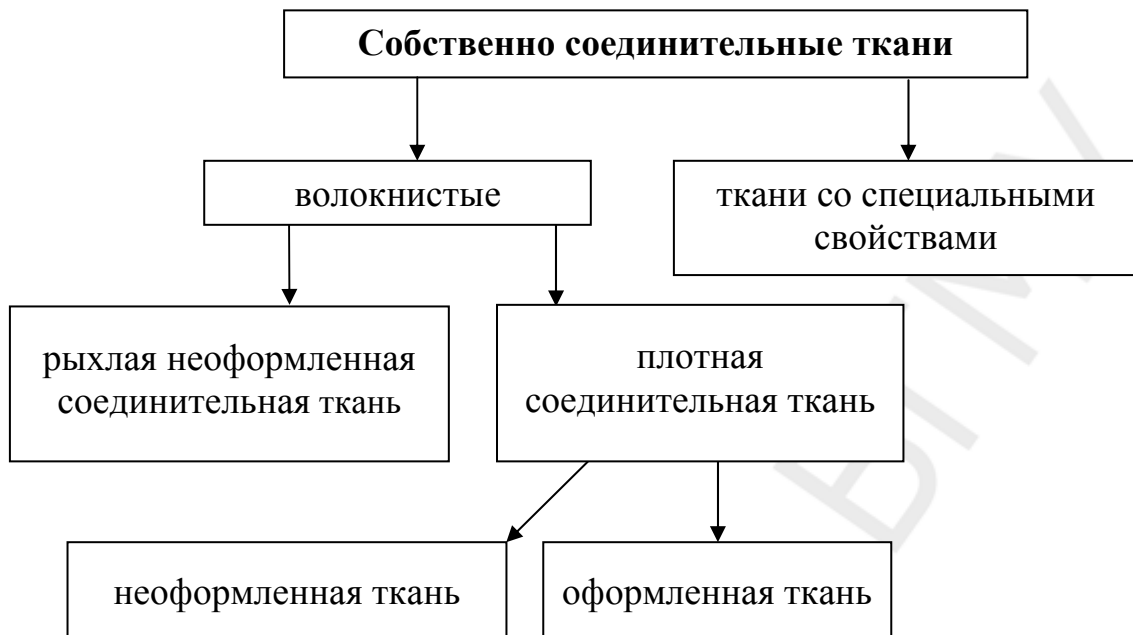 Собственно соединительные ткани
волокнистые
ткани со специальными
свойствами
рыхлая неоформленная
соединительная ткань
плотная
соединительная ткань
неоформленная ткань
оформленная ткань
БГМУ